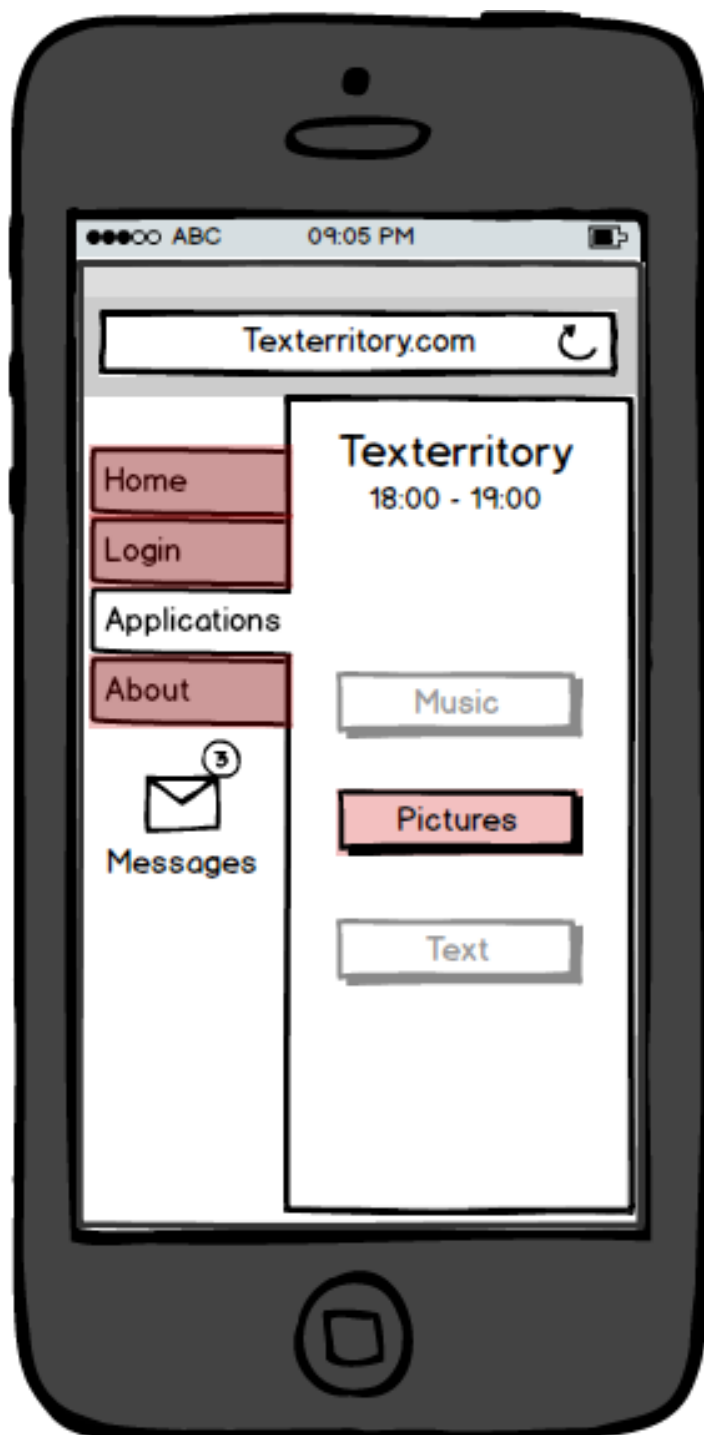 ABC 09:05 PM
Texterritory.com
Home
Login
Applications
About
3
Messages
Texterritory
18:00 - 19:00
Music
Pictures
Text